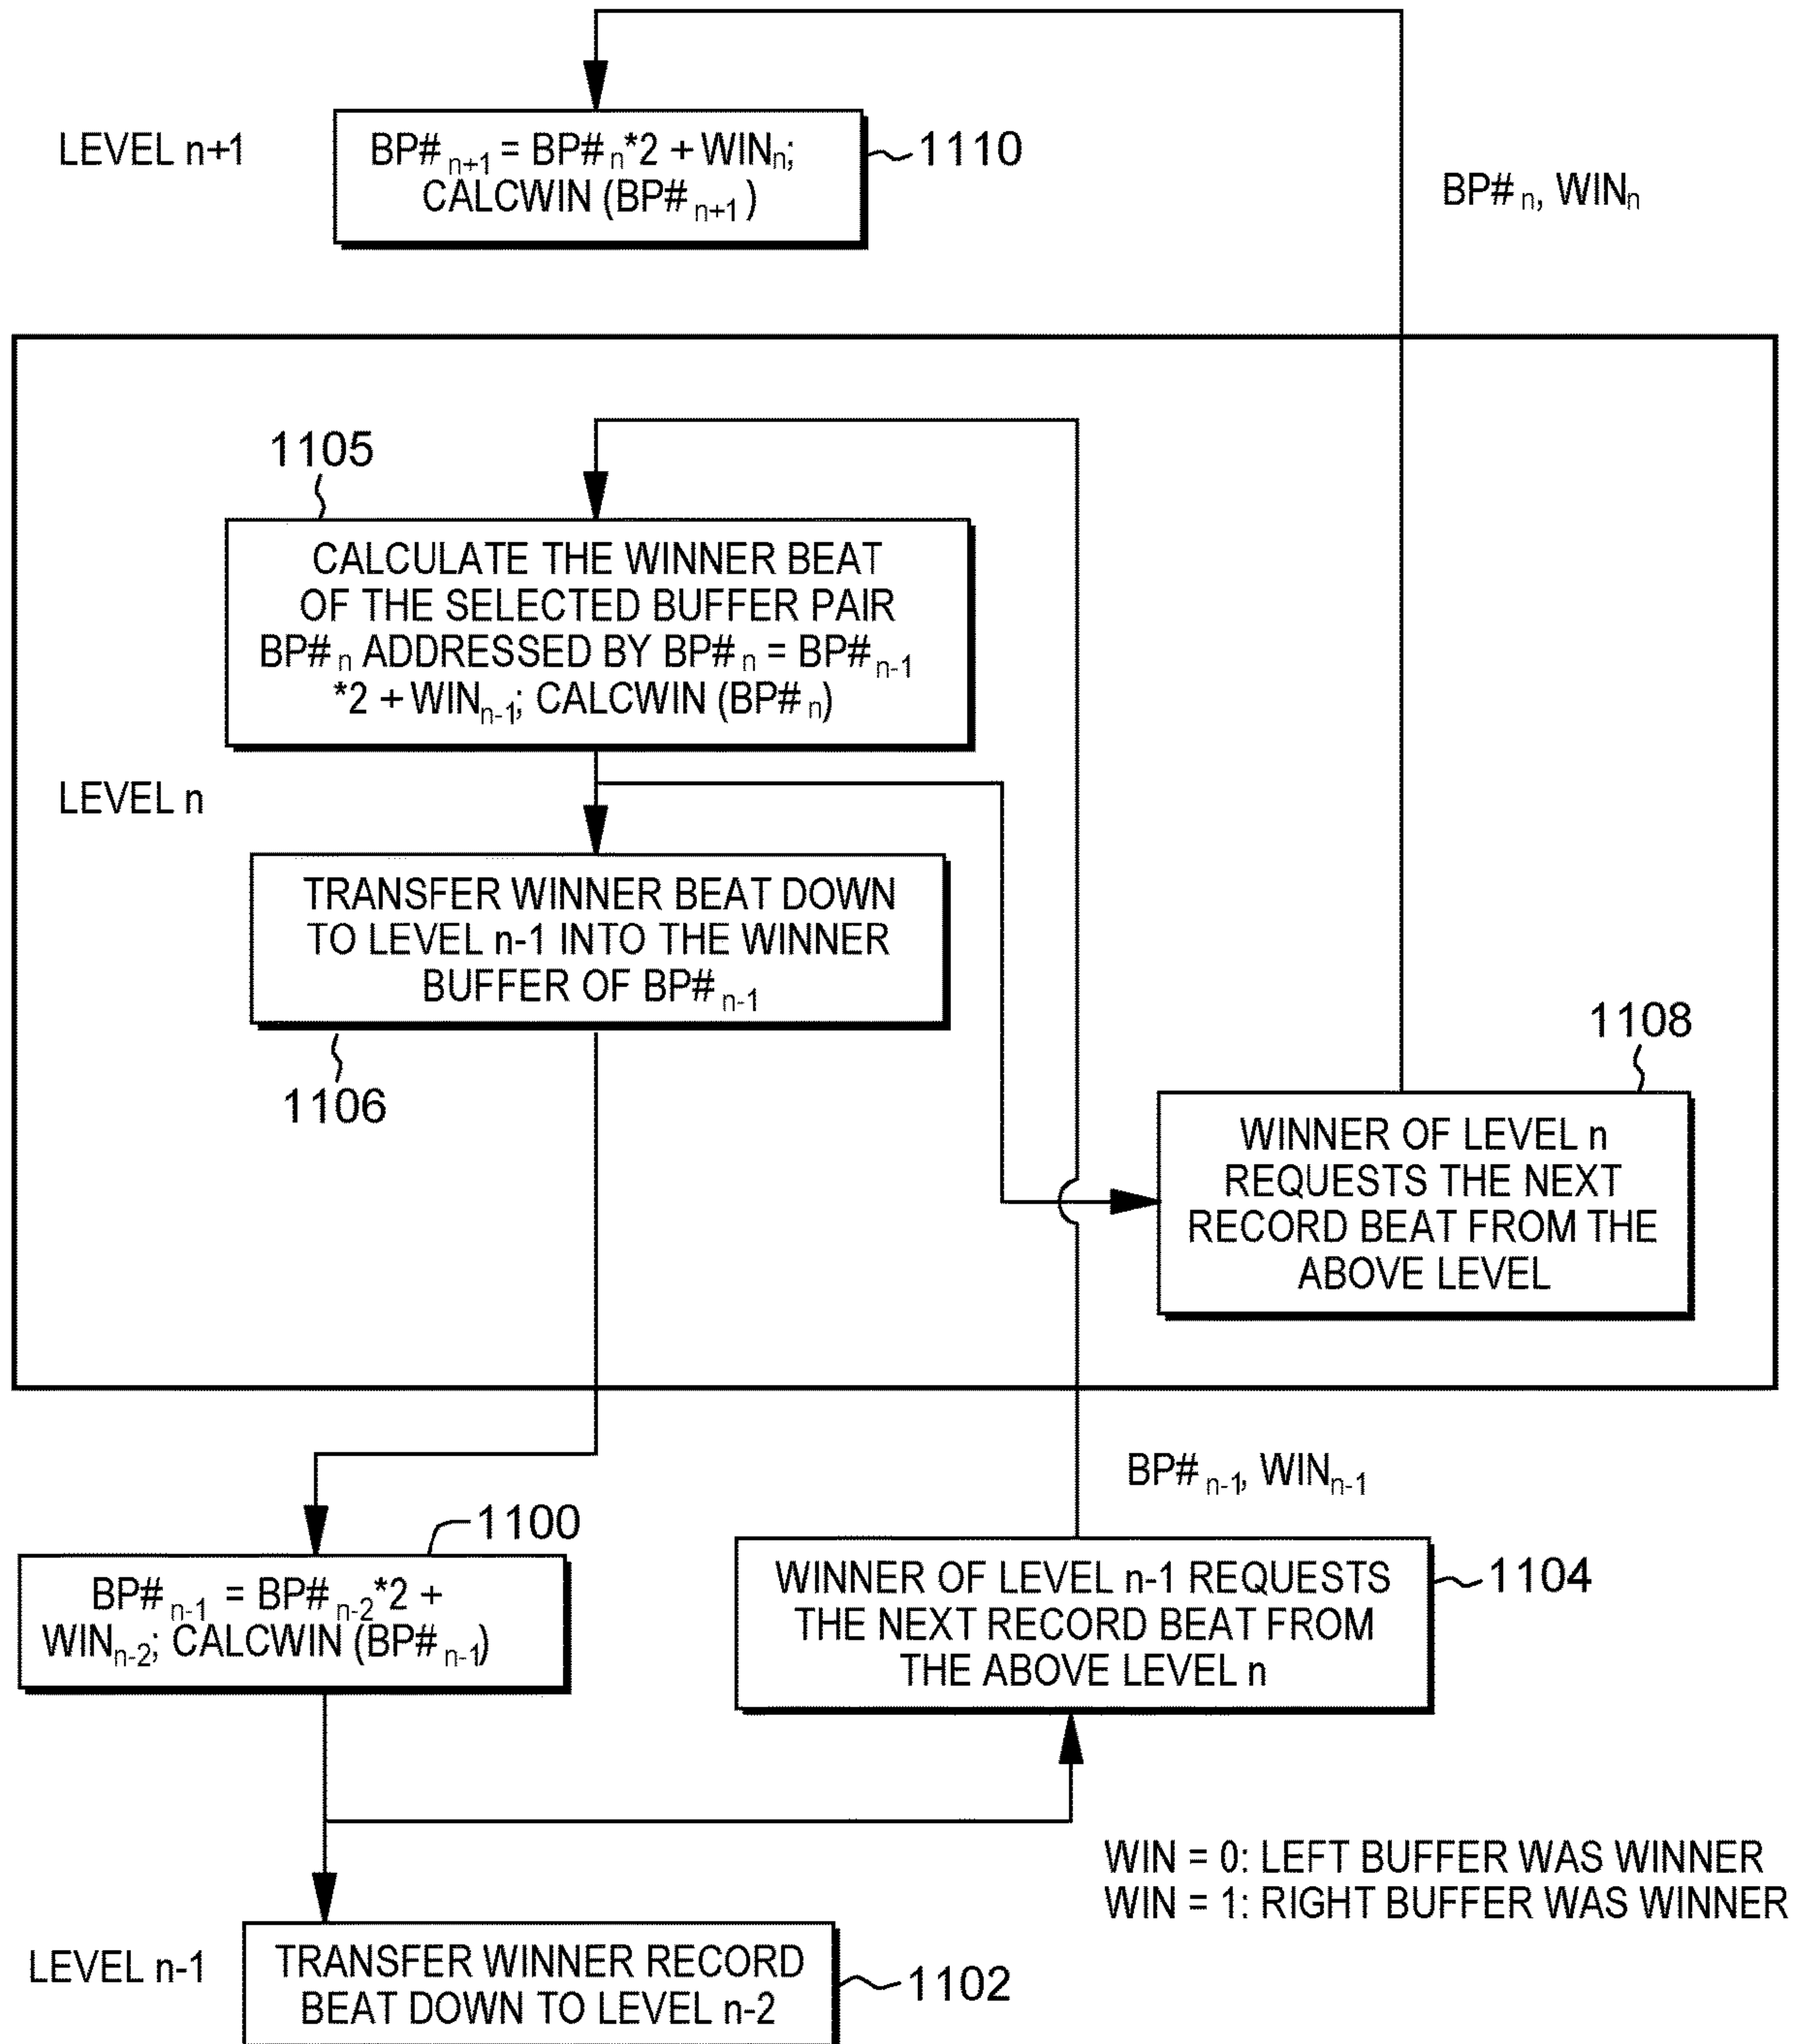 LEVEL n+1
BP# n+1 = BP# n*2 + WINn;
CALCWIN (BP# n+1 )
1110
BP# n, WINn
1105
CALCULATE THE WINNER BEAT
OF THE SELECTED BUFFER PAIR
BP# n ADDRESSED BY BP# n = BP# n-1
*2 + WINn-1; CALCWIN (BP# n)
LEVEL n
TRANSFER WINNER BEAT DOWN
TO LEVEL n-1 INTO THE WINNER
BUFFER OF BP# n-1
1106
1108
WINNER OF LEVEL n
REQUESTS THE NEXT
RECORD BEAT FROM THE
ABOVE LEVEL
BP# n-1, WINn-1
1100
BP# n-1 = BP# n-2*2 +
WINn-2; CALCWIN (BP# n-1)
WINNER OF LEVEL n-1 REQUESTS
THE NEXT RECORD BEAT FROM
THE ABOVE LEVEL n
1104
WIN = 0: LEFT BUFFER WAS WINNER
WIN = 1: RIGHT BUFFER WAS WINNER
LEVEL n-1
TRANSFER WINNER RECORD
BEAT DOWN TO LEVEL n-2
1102